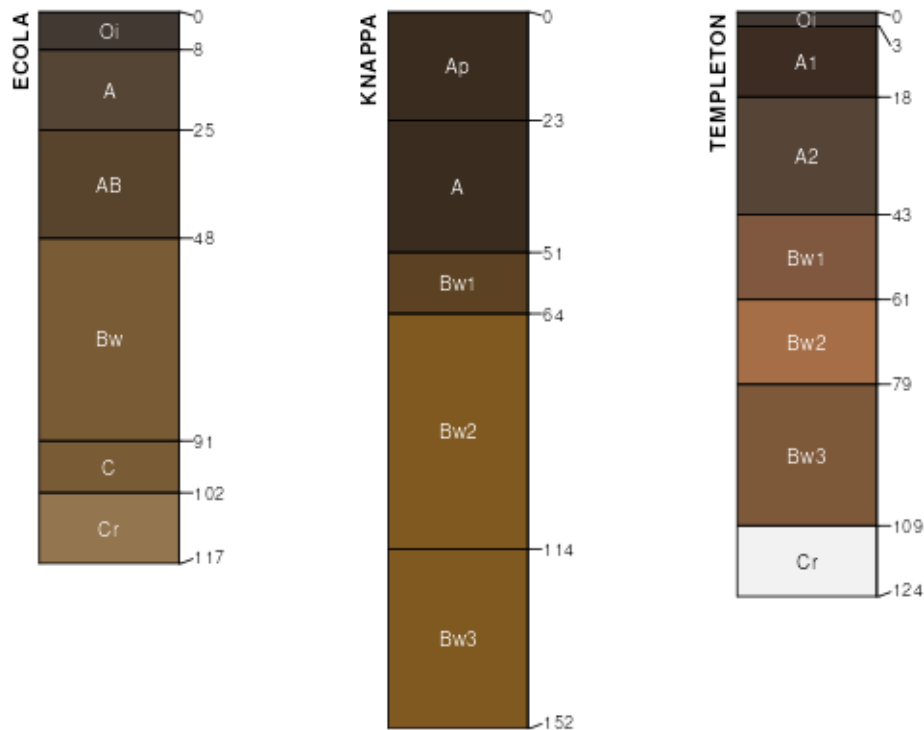 ECOLA
Oi
A
AB
Bw
C
Cr
0
8
25
48
91
102
117
KNAPPA
Ap
A
Bw1
Bw2
Bw3
0
23
51
64
114
152
TEMPLETON
Oi
A1
A2
Bw1
Bw2
Bw3
Cr
0
3
18
43
61
79
109
124